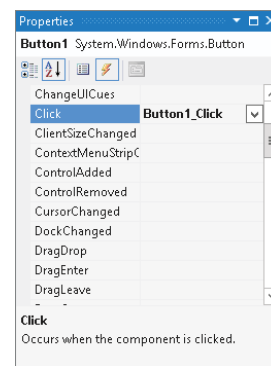 Properties
Button1 System.Windows.Forms.Button
ChangeUICues
Click Button1_Click
ClientSizeChanged
ContextMenuStripC
ControlAdded
ControlRemoved
CursorChanged
DockChanged
DragDrop
DragEnter
DragLeave
Click
Occurs when the component is clicked.